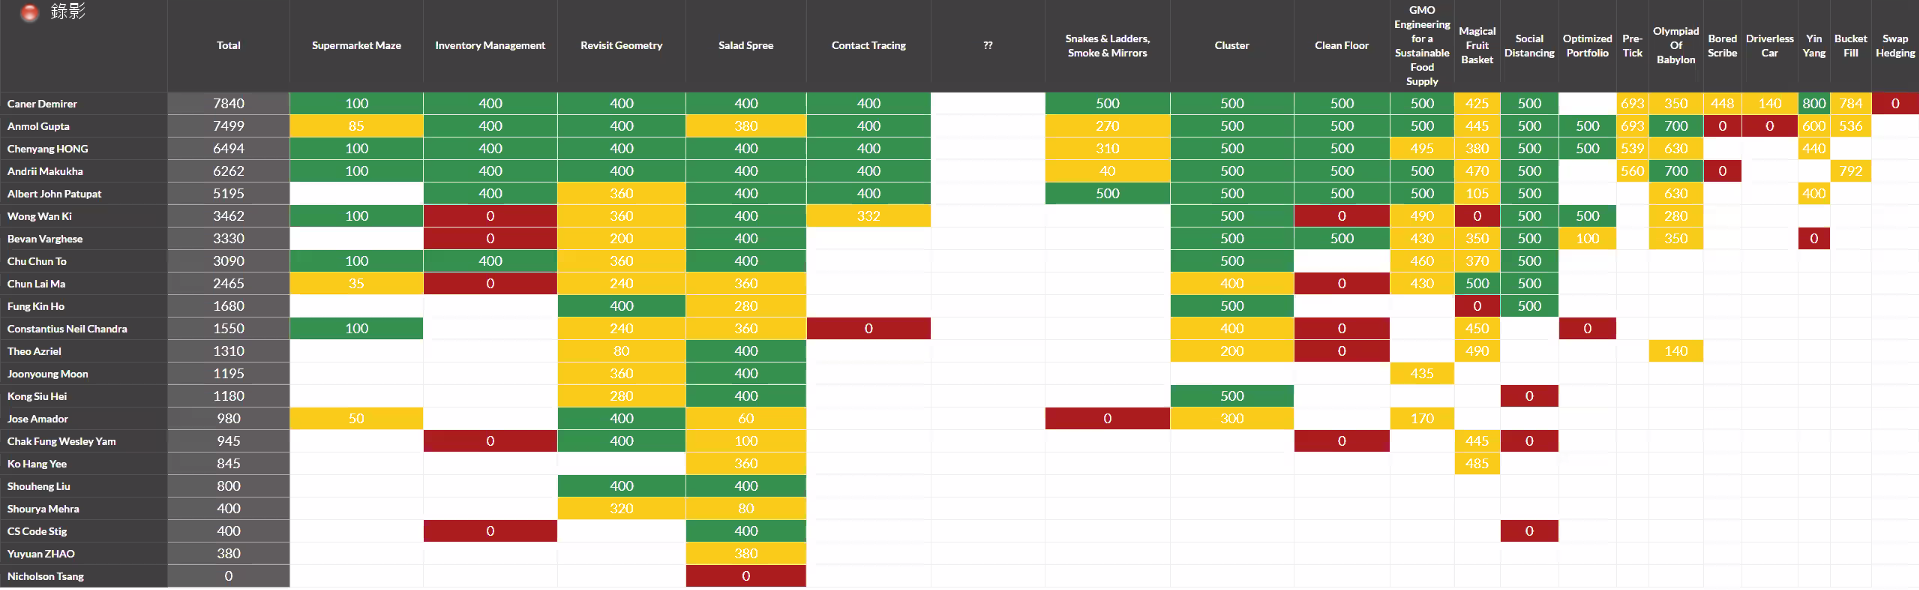 錄影
Total Supermarket Maze Inventory Management Revisit Geometry Salad Spree Contact Tracing ?? Snakes & Ladders, Smoke & Mirrors Cluster Clean Floor GMO Engineering for a Sustainable Food Supply Magical Fruit Basket Social Distancing Optimized Portfolio Pre-Tick Olympiad Of Babylon Bored Scribe Driverless Car Yin Yang Bucket Fill Swap Hedging
Caner Demirer 7840 100 400 400 400 400 500 500 500 500 425 500 693 350 448 140 800 784 0
Anmol Gupta 7499 85 400 400 380 400 270 500 500 500 445 500 500 693 700 0 0 600 536
Chenyang HONG 6494 100 400 400 400 400 310 500 500 495 380 500 500 539 630 440
Andrii Makukha 6262 100 400 400 400 400 40 500 500 500 470 500 560 700 0 792
Albert John Patupat 5195 400 360 400 400 500 500 500 500 105 500 630 400
Wong Wan Ki 3462 100 0 360 400 332 500 0 490 0 500 500 280
Bevan Varghese 3330 0 200 400 500 500 430 350 500 100 350 0
Chu Chun To 3090 100 400 360 400 500 460 370 500
Chun Lai Ma 2465 35 0 240 360 400 0 430 500 500
Fung Kin Ho 1680 400 280 500 0 500
Constantius Neil Chandra 1550 100 240 360 0 400 0 450 0
Theo Azriel 1310 80 400 200 0 490 140
Joonyoung Moon 1195 360 400 435
Kong Siu Hei 1180 280 400 500 0
Jose Amador 980 50 400 60 0 300 170
Chak Fung Wesley Yam 945 0 400 100 0 445 0
Ko Hang Yee 845 360 485
Shouheng Liu 800 400 400
Shourya Mehra 400 320 80
CS Code Stig 400 0 400 0
Yuyuan ZHAO 380 380
Nicholson Tsang 0 0